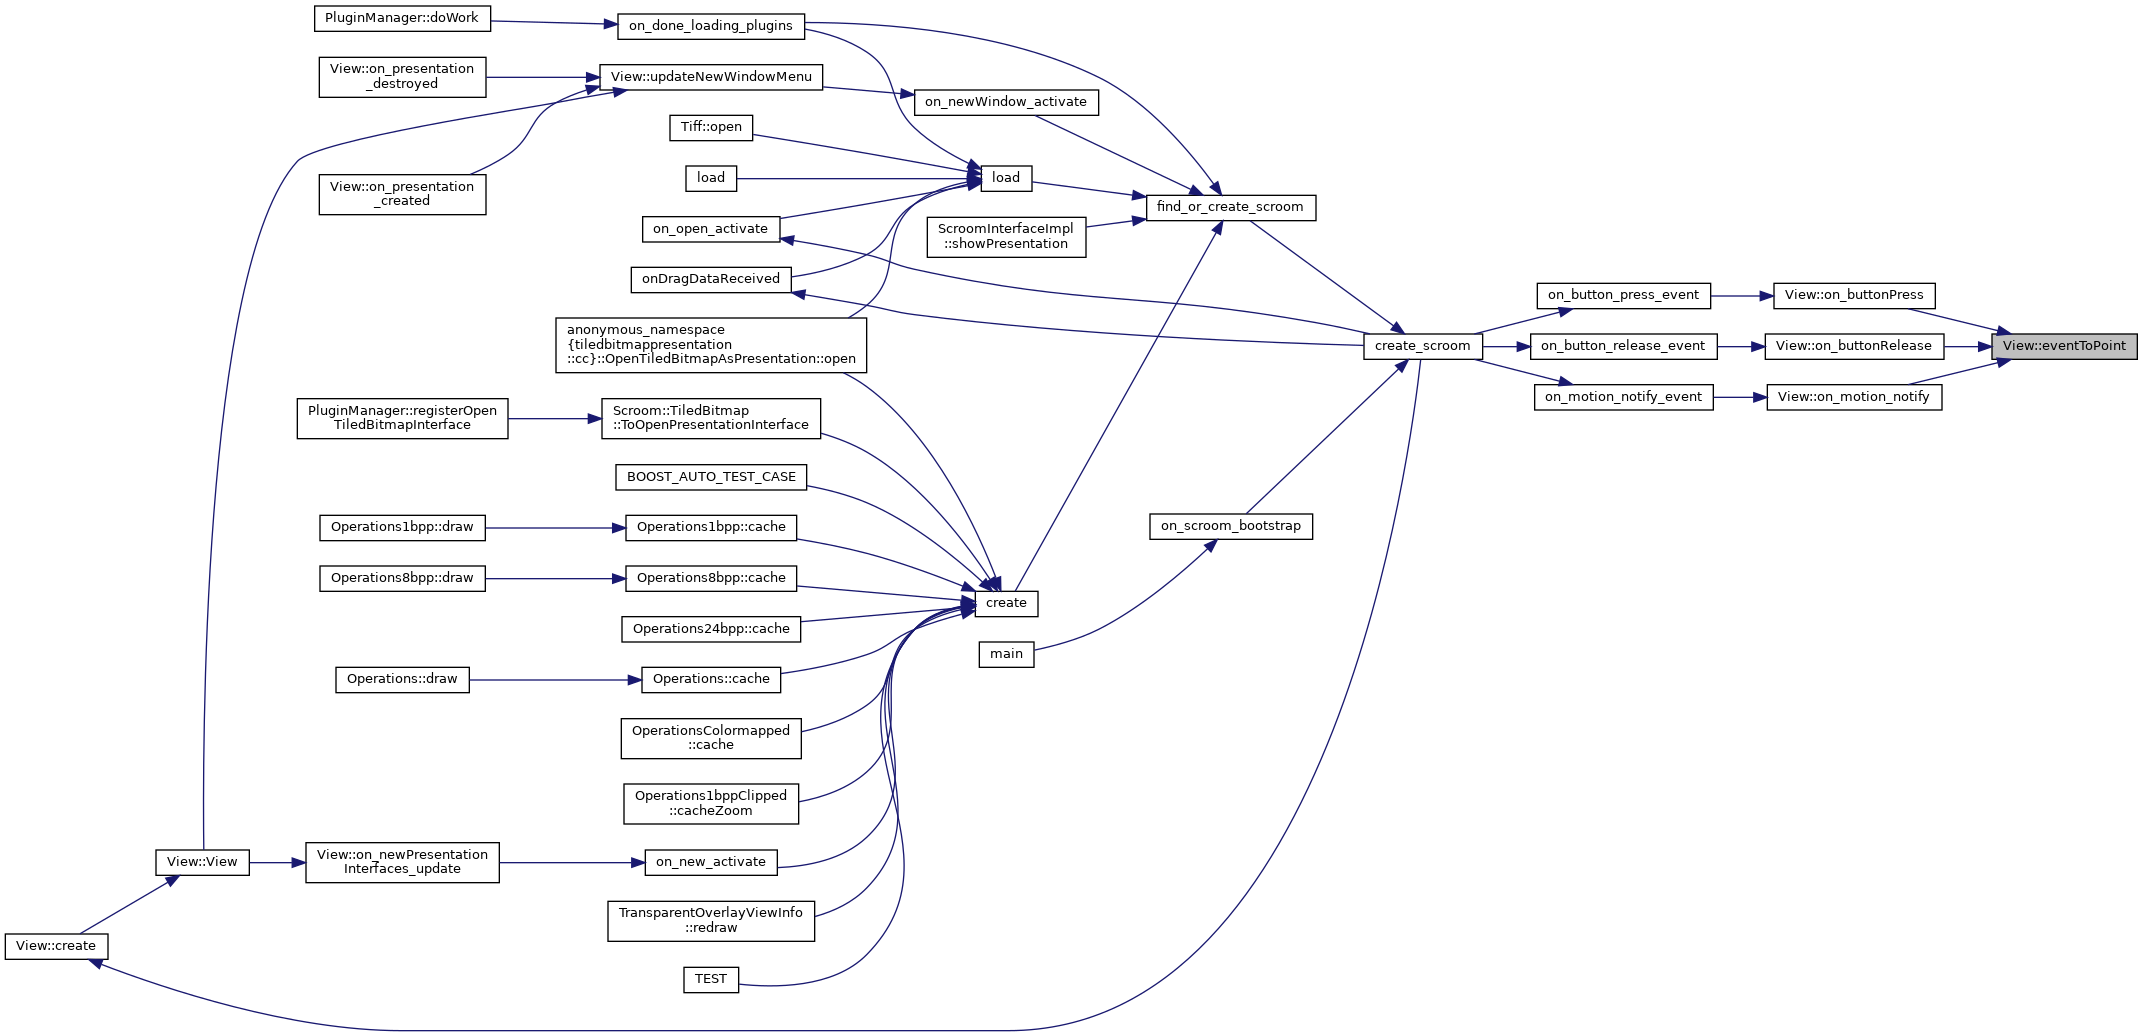 PluginManager::doWork
on_done_loading_plugins
View::on_presentation
_destroyed
View::updateNewWindowMenu
on_newWindow_activate
Tiff::open
load
load
View::on_presentation
_created
find_or_create_scroom
on_open_activate
ScroomInterfaceImpl
::showPresentation
onDragDataReceived
on_button_press_event
View::on_buttonPress
anonymous_namespace
{tiledbitmappresentation
::cc}::OpenTiledBitmapAsPresentation::open
create_scroom
on_button_release_event
View::on_buttonRelease
View::eventToPoint
on_motion_notify_event
View::on_motion_notify
PluginManager::registerOpen
TiledBitmapInterface
Scroom::TiledBitmap
::ToOpenPresentationInterface
BOOST_AUTO_TEST_CASE
Operations1bpp::draw
Operations1bpp::cache
on_scroom_bootstrap
Operations8bpp::draw
Operations8bpp::cache
create
Operations24bpp::cache
main
Operations::draw
Operations::cache
OperationsColormapped
::cache
Operations1bppClipped
::cacheZoom
View::View
View::on_newPresentation
Interfaces_update
on_new_activate
TransparentOverlayViewInfo
::redraw
View::create
TEST